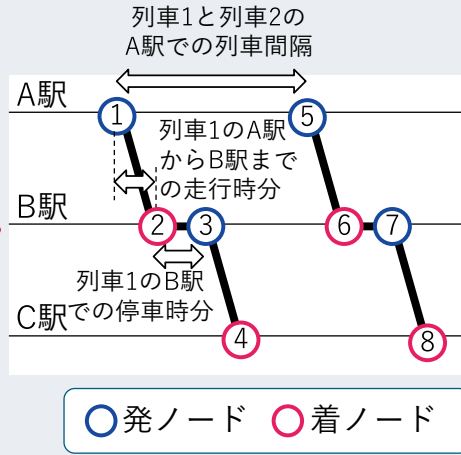 列車1と列車2の
A駅での列車間隔
A駅
1
5
列車1のA駅
からB駅まで
の走行時分
B駅
2
3
6
7
列車1のB駅
での停車時分
C駅
4
8
発ノード
着ノード